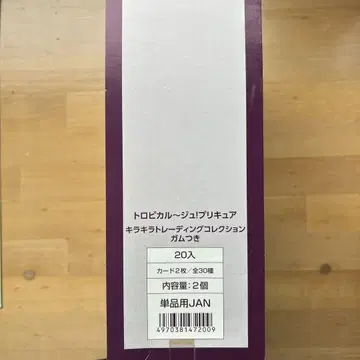 トロピカル〜ジュ!プリキュア
キラキラトレーディングコレクション
ガムつき
20入
カード2枚／全30種
内容量:2個
単品用JAN
4970381472009